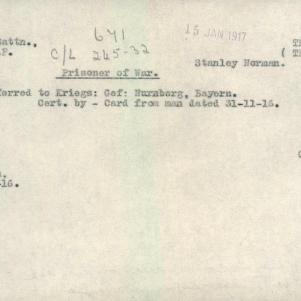 Battn.,
641
15 JAN 1917
C/L 245-32
Stanley Norman.
Prisoner of War.
ferred to Kriegs: Gef: Nurnberg, Bayern.
Cert. by - Card from man dated 31-11-16.
-16.